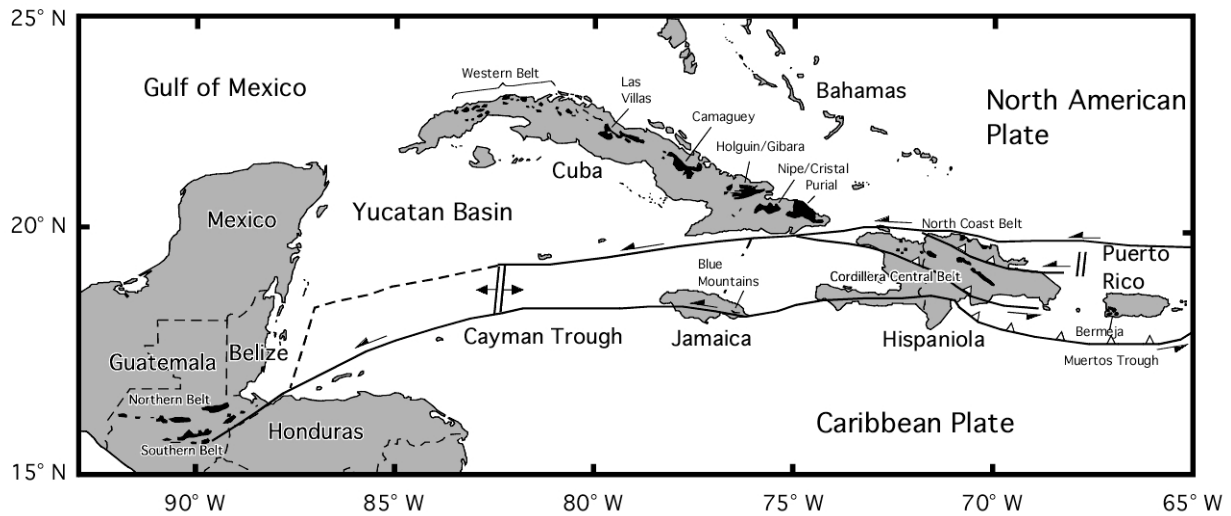 25° N
Gulf of Mexico
Western Belt
Las
Villas
Bahamas
North American
Plate
Camaguey
Holguin/Gibara
Cuba
Nipe/Cristal
Purial
Mexico
Yucatan Basin
20° N
North Coast Belt
Puerto
Rico
Blue
Mountains
Cordillera Central Belt
Cayman Trough
Jamaica
Hispaniola
Bermeja
Muertos Trough
Guatemala
Belize
Northern Belt
Southern Belt
Honduras
Caribbean Plate
15° N
90° W
85° W
80° W
75° W
70° W
65° W